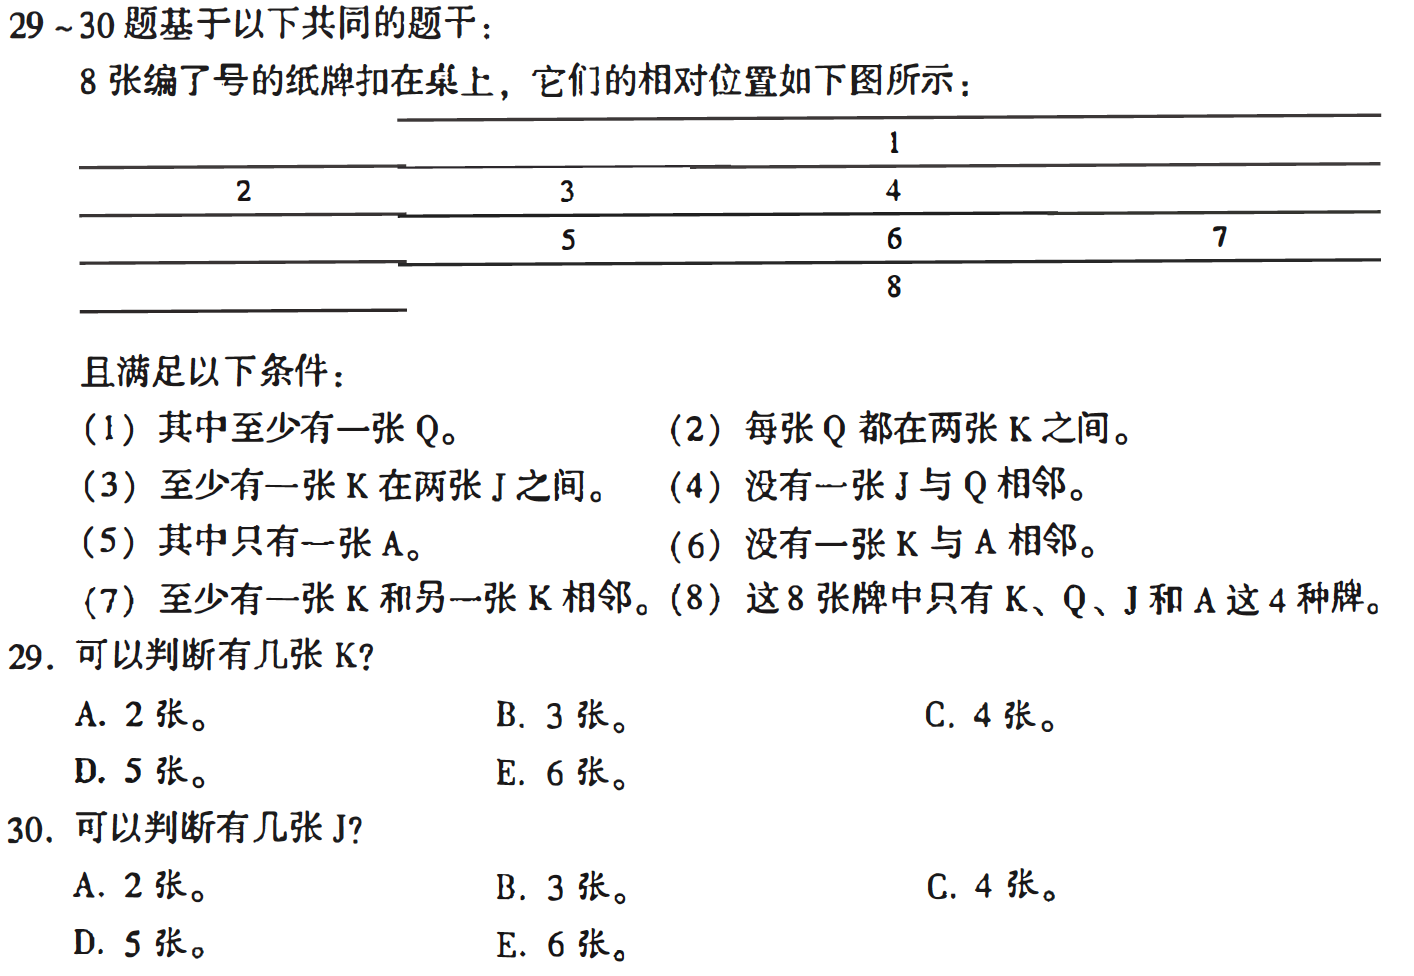 29~30 题基于以下共同的题干：
8 张编了号的纸牌扣在桌上，它们的相对位置如下图所示：
1
2 3 4
5 6 7
8
且满足以下条件：
（1）其中至少有一张 Q。 （2）每张 Q 都在两张 K 之间。
（3）至少有一张 K 在两张 J 之间。 （4）没有一张 J 与 Q 相邻。
（5）其中只有一张 A。 （6）没有一张 K 与 A 相邻。
（7）至少有一张 K 和另一张 K 相邻。（8）这 8 张牌中只有 K、Q、J 和 A 这 4 种牌。
29. 可以判断有几张 K?
A. 2 张。 B. 3 张。 C. 4 张。
D. 5 张。 E. 6 张。
30. 可以判断有几张 J?
A. 2 张。 B. 3 张。 C. 4 张。
D. 5 张。 E. 6 张。